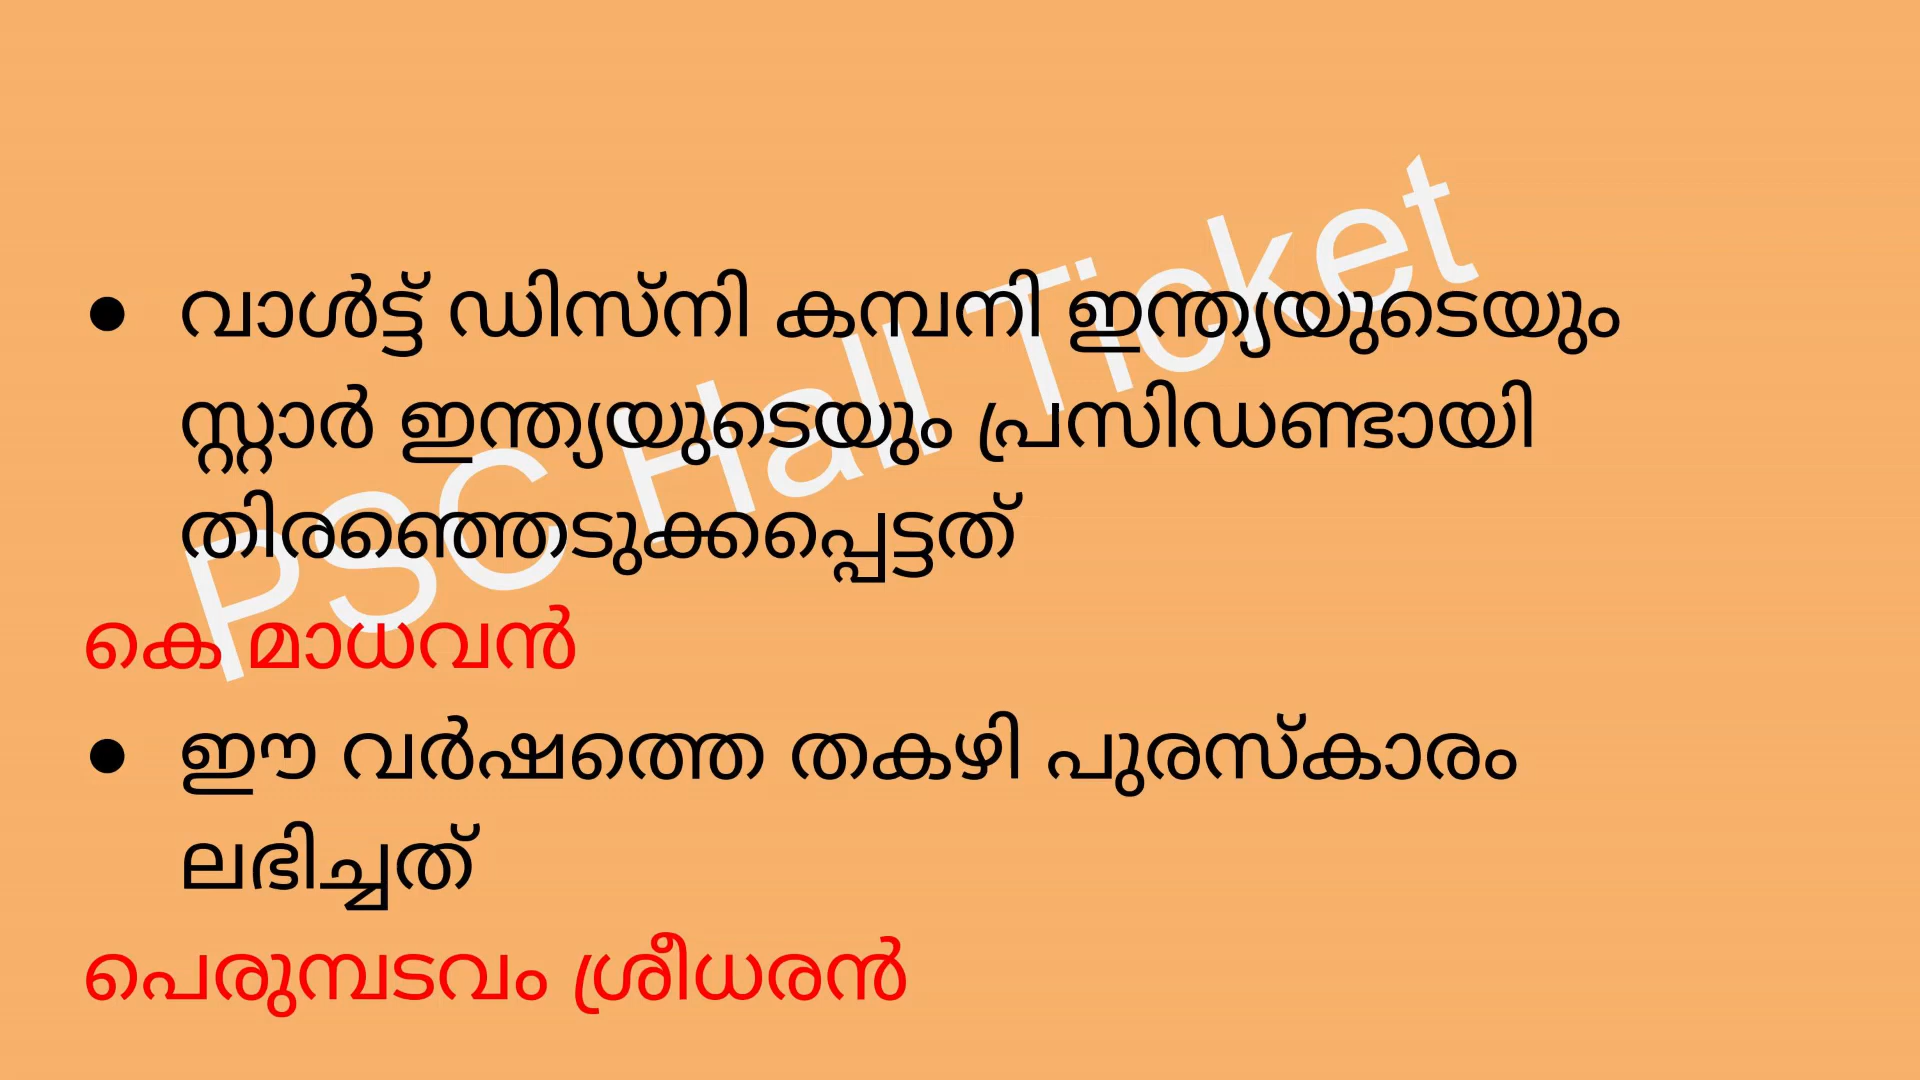 ● വാൾട്ട് ഡിസ്നി കമ്പനി ഇന്ത്യയുടെയും
സ്റ്റാർ ഇന്ത്യയുടെയും പ്രസിഡണ്ടായി
തിരഞ്ഞെടുക്കപ്പെട്ടത്
കെ മാധവൻ
● ഈ വർഷത്തെ തകഴി പുരസ്കാരം
ലഭിച്ചത്
പെരുമ്പടവം ശ്രീധരൻ
PSC Hall Ticket